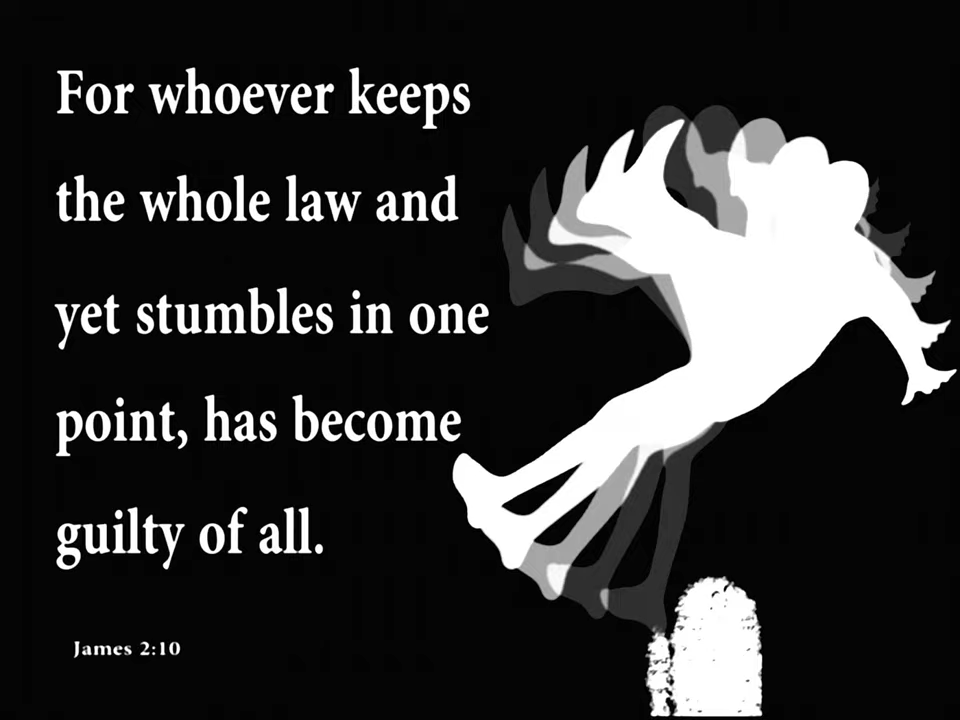 For whoever keeps
the whole law and
yet stumbles in one
point, has become
guilty of all.
James 2:10